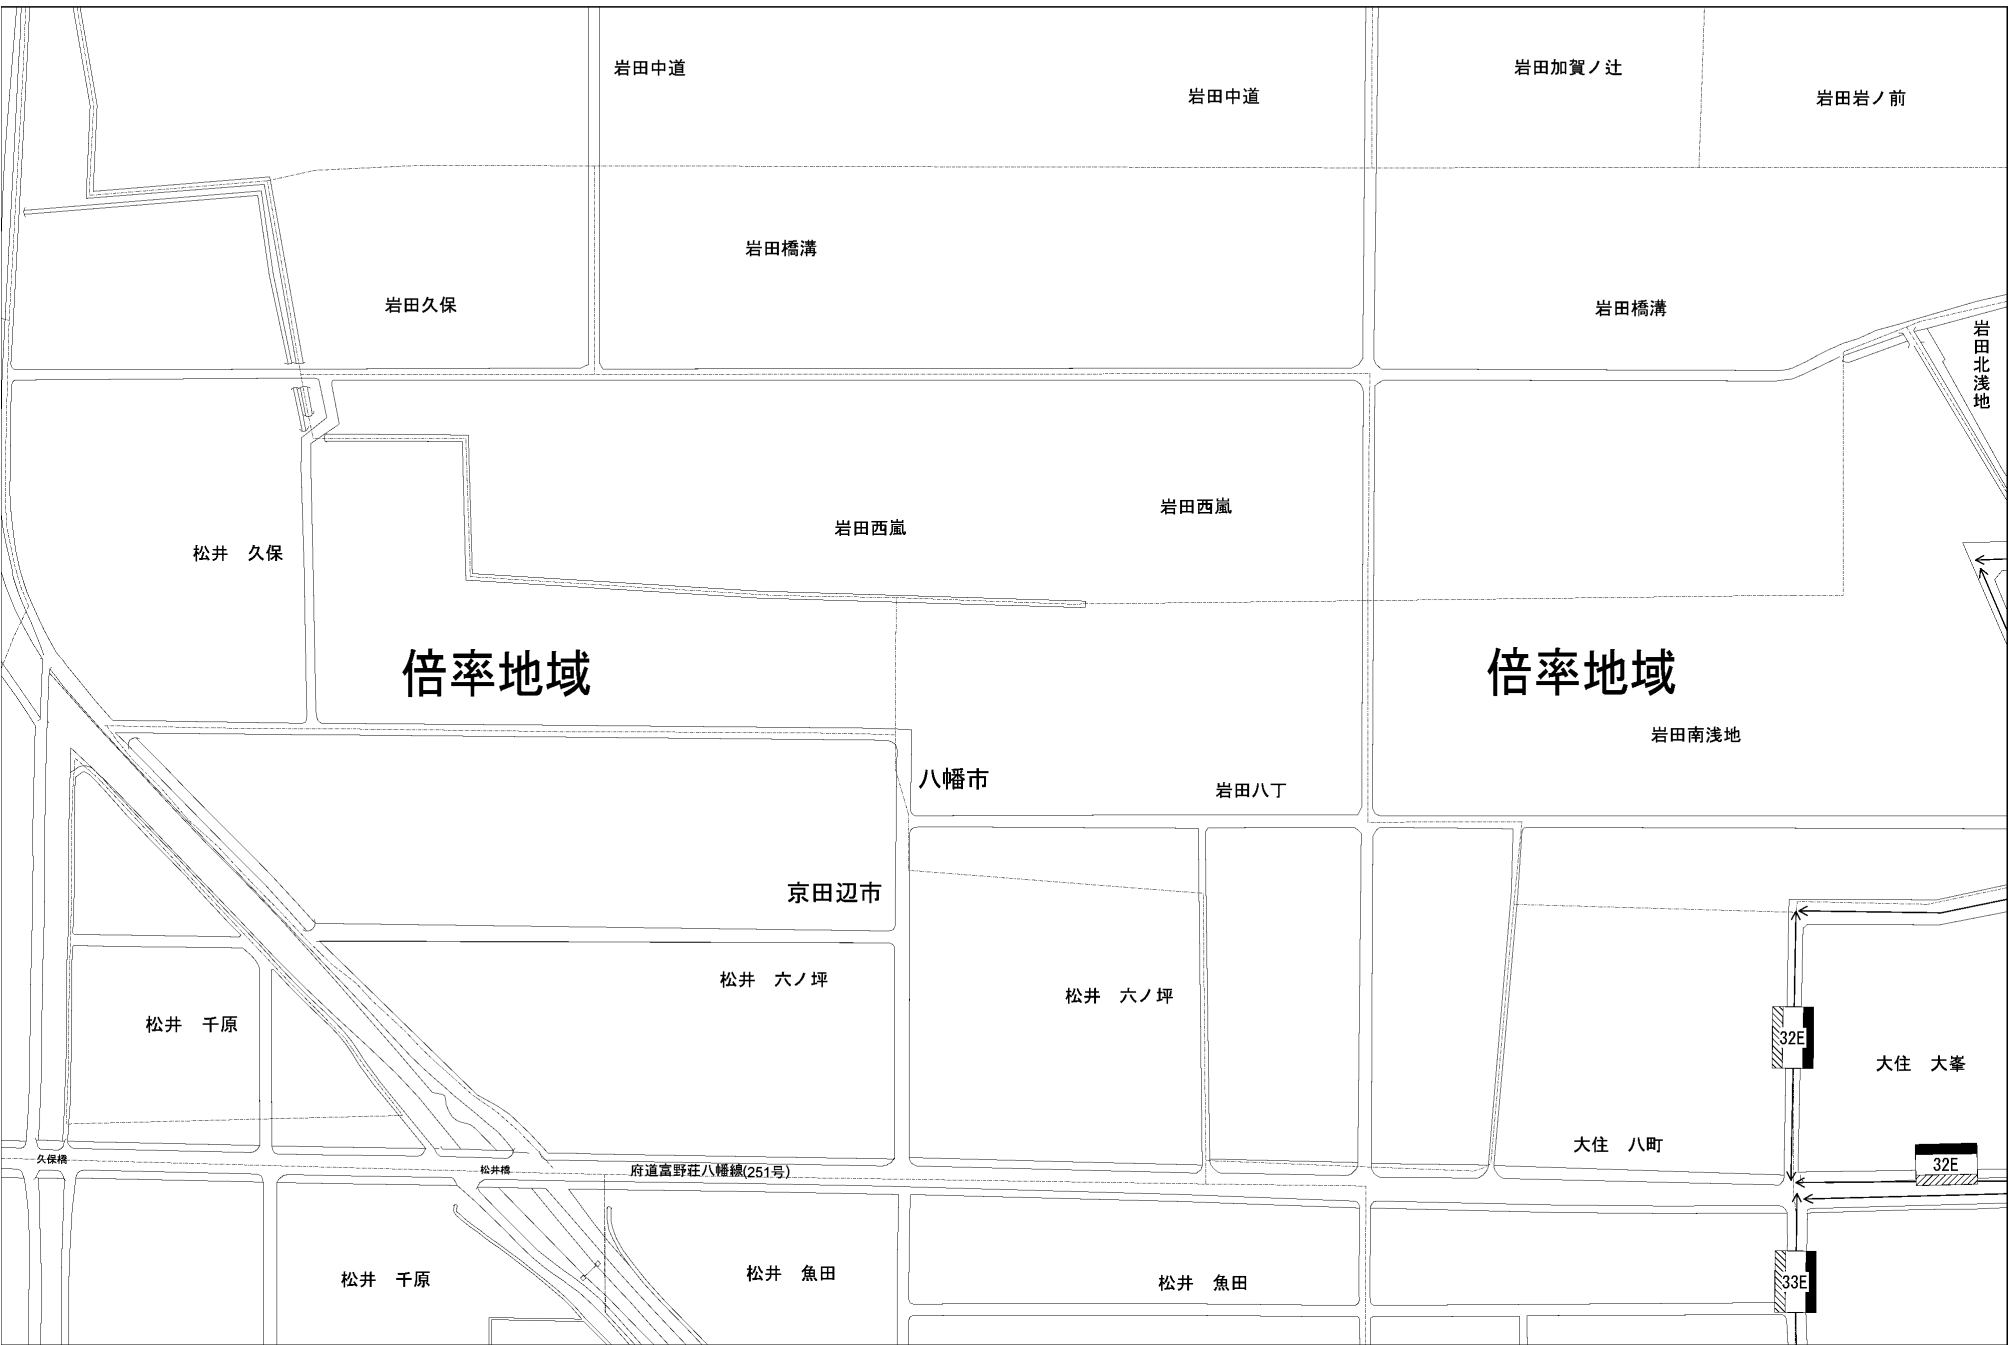 岩田中道
岩田加賀ノ辻
岩田中道
岩田岩ノ前
岩田橋溝
岩田久保
岩田橋溝
岩田北浅地
岩田西嵐
岩田西嵐
松井　久保
倍率地域
倍率地域
岩田南浅地
八幡市
岩田八丁
京田辺市
松井　六ノ坪
松井　六ノ坪
松井　千原
32E
大住　大峯
大住　八町
久保橋
松井橋
府道富野荘八幡線(251号)
32E
松井　千原
松井　魚田
松井　魚田
33E